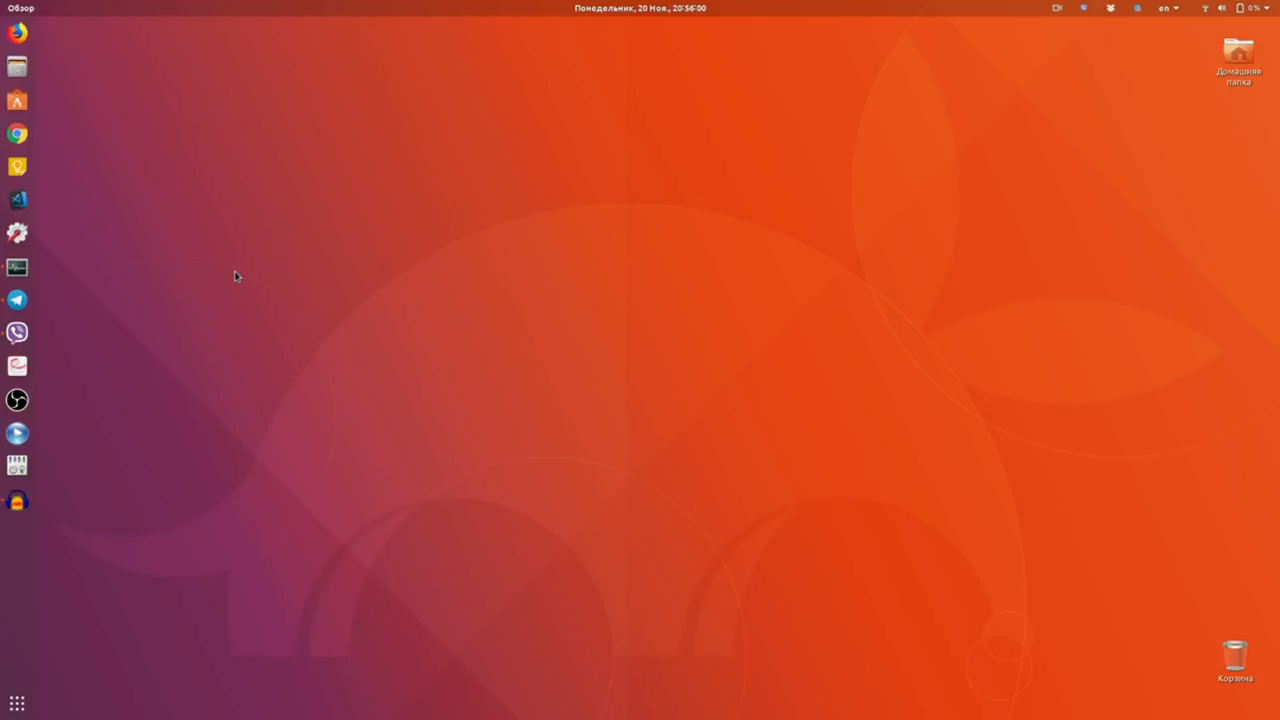 Обзор
Понедельник, 20 Ноя., 20:56:00
en
0%
Домашняя
папка
Корзина